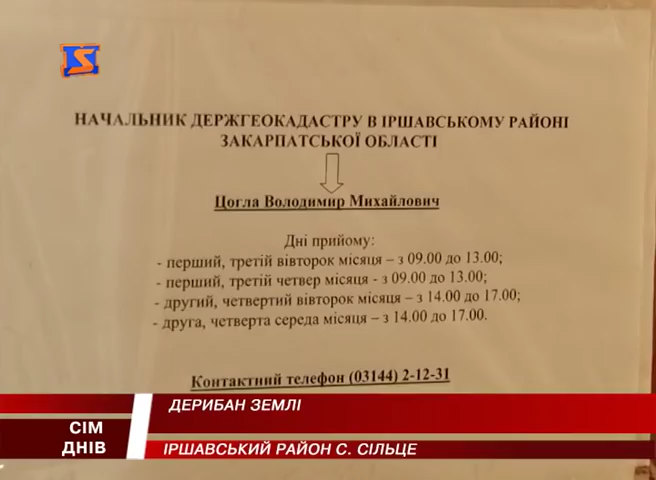 НАЧАЛЬНИК ДЕРЖГЕОКАДАСТРУ В ІРШАВСЬКОМУ РАЙОНІ
ЗАКАРПАТСЬКОЇ ОБЛАСТІ
Цогла Володимир Михайлович
Дні прийому:
- перший, третій вівторок місяця – з 09.00 до 13.00;
- перший, третій четвер місяця - з 09.00 до 13.00;
- другий, четвертий вівторок місяця – з 14.00 до 17.00;
- друга, четверта середа місяця – з 14.00 до 17.00.
Контактний телефон (03144) 2-12-31
ДЕРИБАН ЗЕМЛІ
СІМ
ДНІВ
ІРШАВСЬКИЙ РАЙОН С. СІЛЬЦЕ